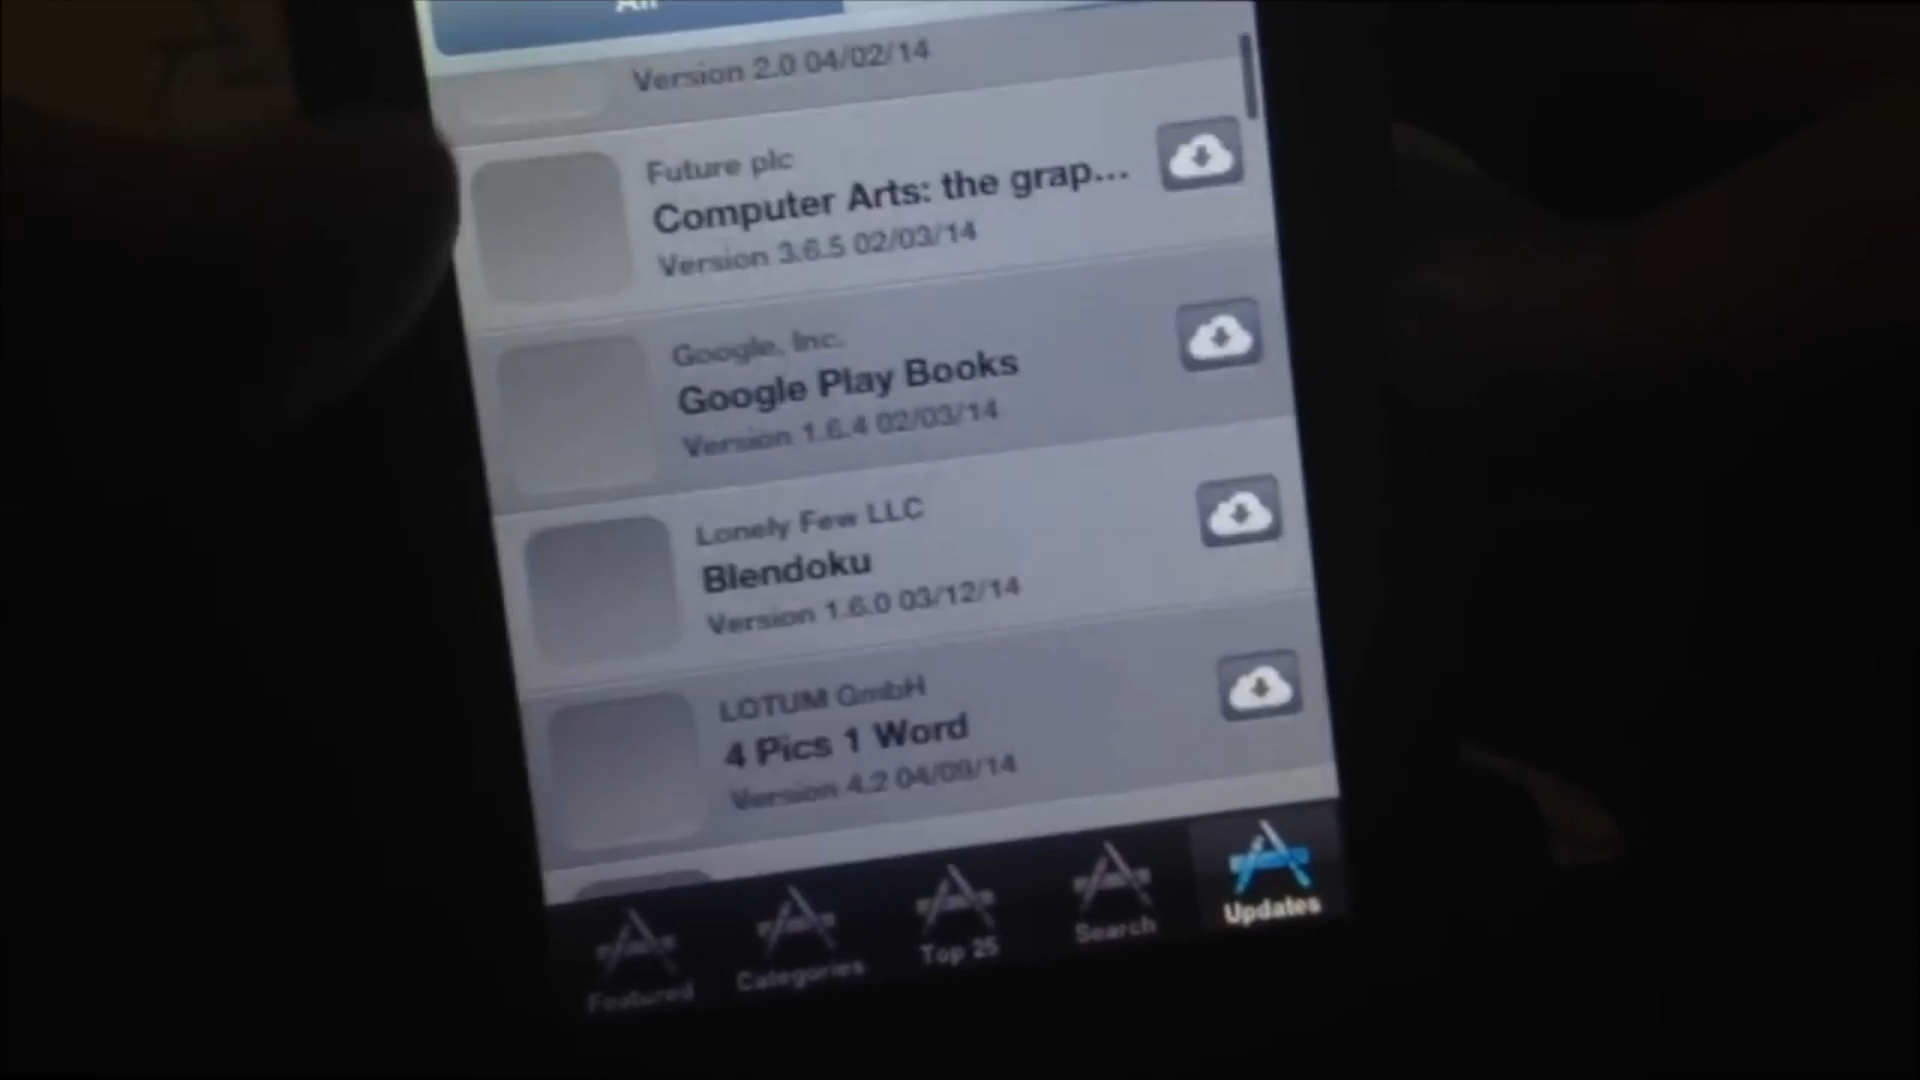 All
Version 2.0 04/02/14
Future plc
Computer Arts: the grap...
Version 3.6.5 02/03/14
Google, Inc.
Google Play Books
Version 1.6.4 02/03/14
Lonely Few LLC
Blendoku
Version 1.6.0 03/12/14
LOTUM GmbH
4 Pics 1 Word
Version 4.2 04/09/14
Featured
Categories
Top 25
Search
Updates